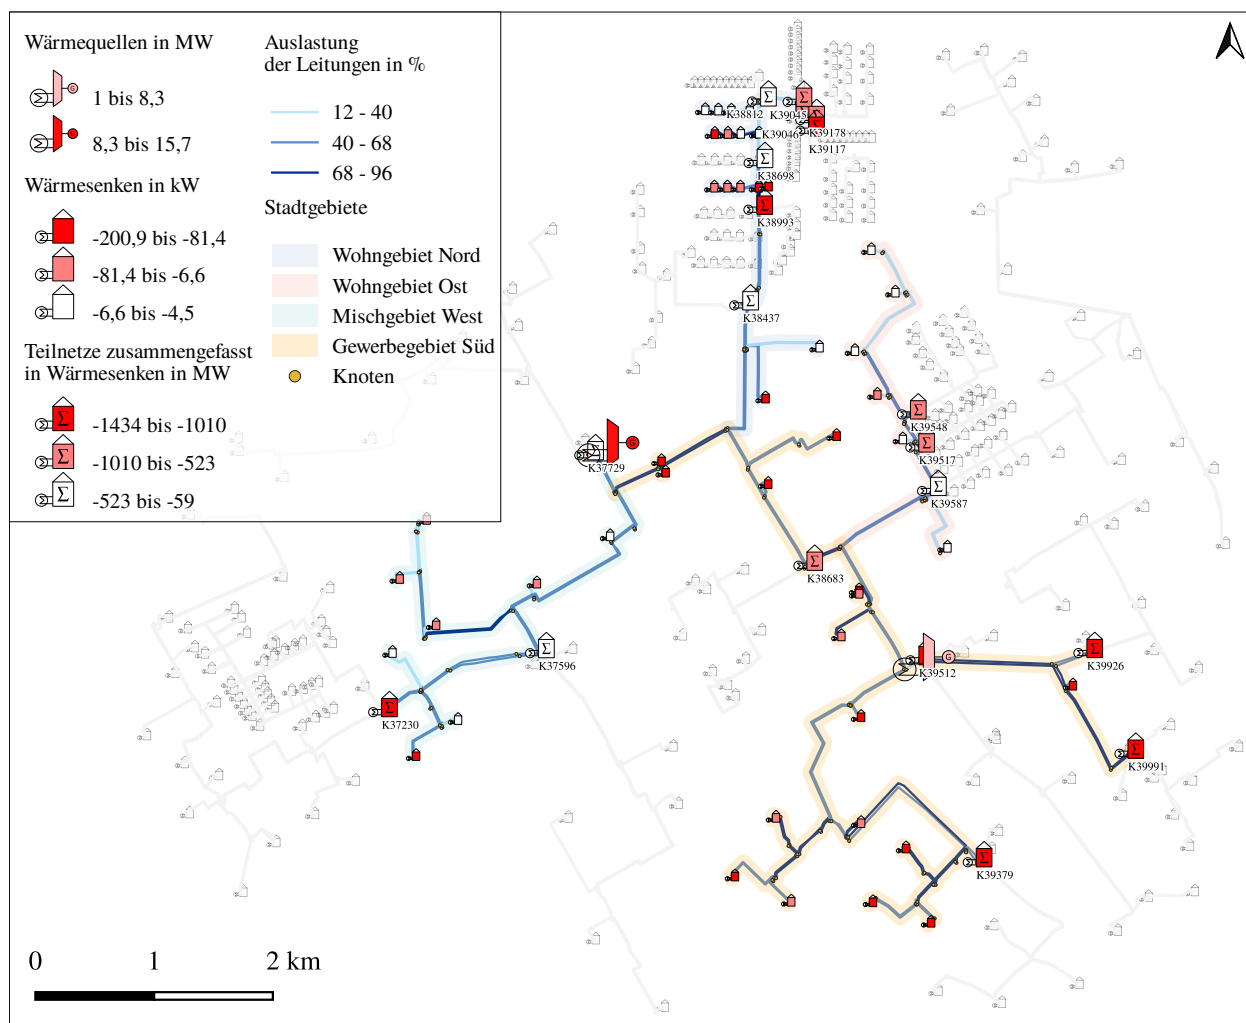 Wärmequellen in MW
1 bis 8,3
8,3 bis 15,7
Wärmesenken in kW
-200,9 bis -81,4
-81,4 bis -6,6
-6,6 bis -4,5
Teilnetze zusammengefasst
in Wärmesenken in MW
-1434 bis -1010
-1010 bis -523
-523 bis -59
Auslastung
der Leitungen in %
12 - 40
40 - 68
68 - 96
Stadtgebiete
Wohngebiet Nord
Wohngebiet Ost
Mischgebiet West
Gewerbegebiet Süd
Knoten
K38812
K39045
K39046
K39178
K39117
K38698
K38993
K38437
K39548
K39517
K39587
K37729
K38683
K37596
K37230
K39512
K39926
K39991
K39379
0 1 2 km